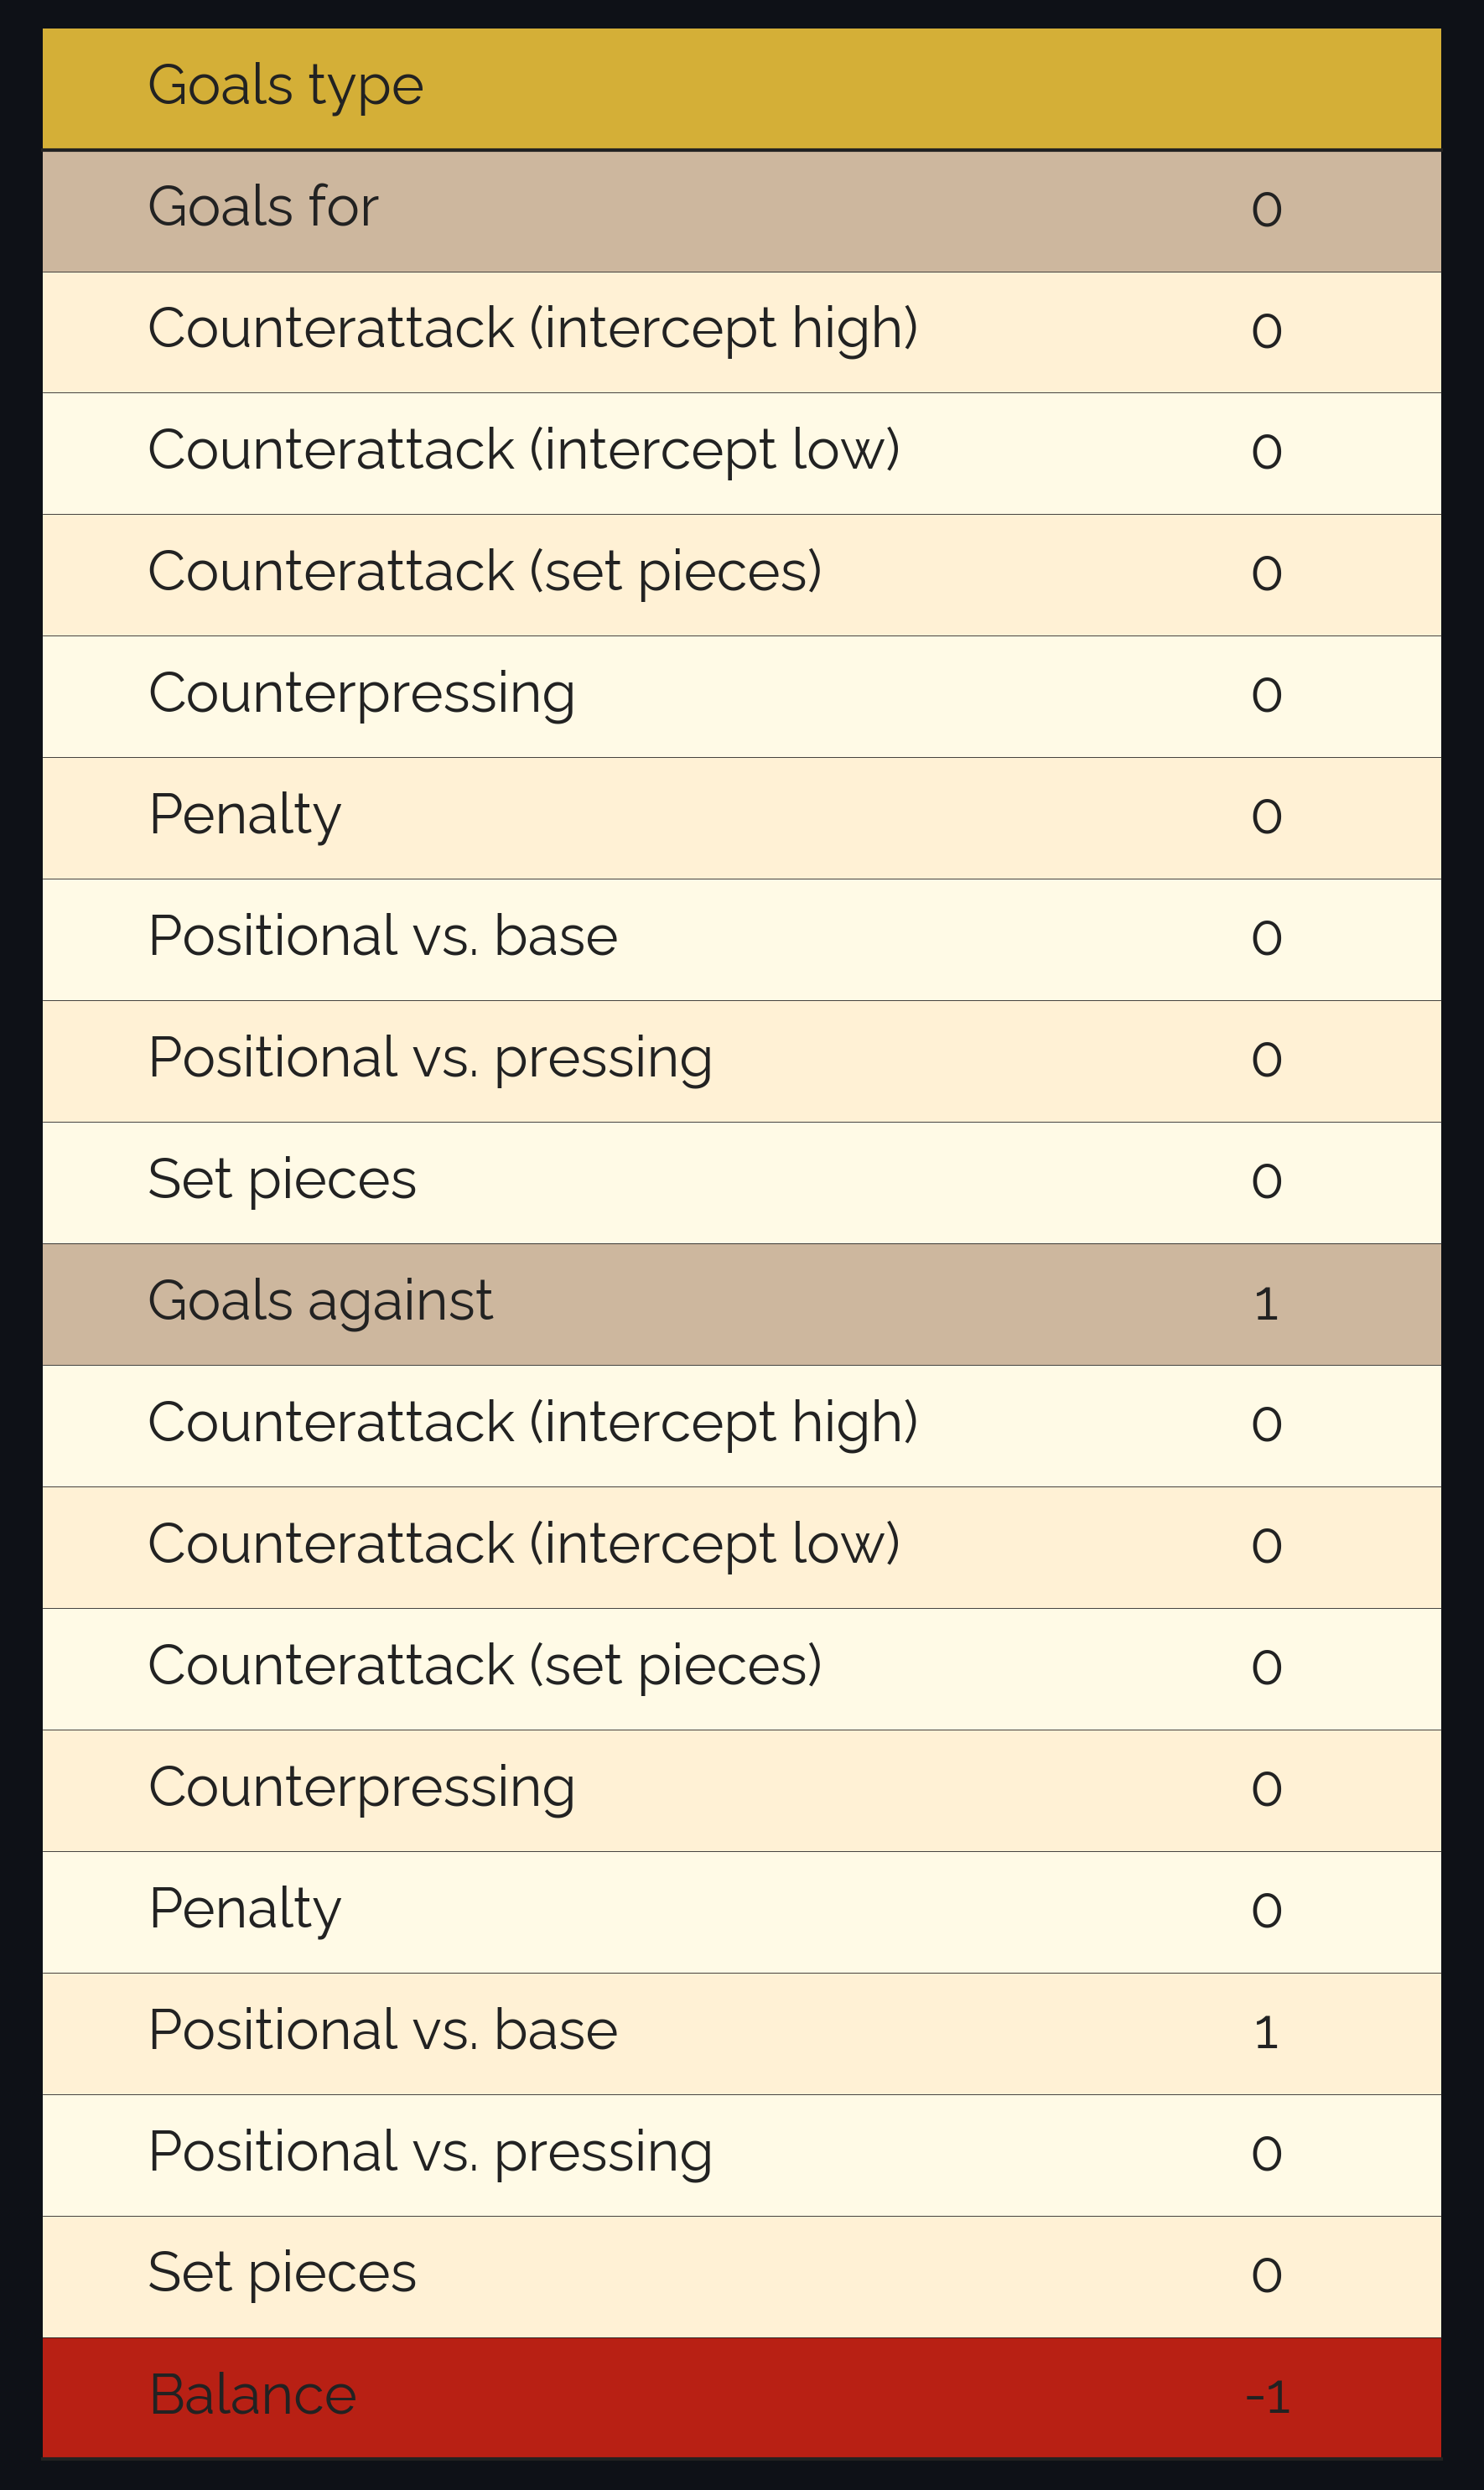 Goals type
Goals for 0
Counterattack (intercept high) 0
Counterattack (intercept low) 0
Counterattack (set pieces) 0
Counterpressing 0
Penalty 0
Positional vs. base 0
Positional vs. pressing 0
Set pieces 0
Goals against 1
Counterattack (intercept high) 0
Counterattack (intercept low) 0
Counterattack (set pieces) 0
Counterpressing 0
Penalty 0
Positional vs. base 1
Positional vs. pressing 0
Set pieces 0
Balance -1